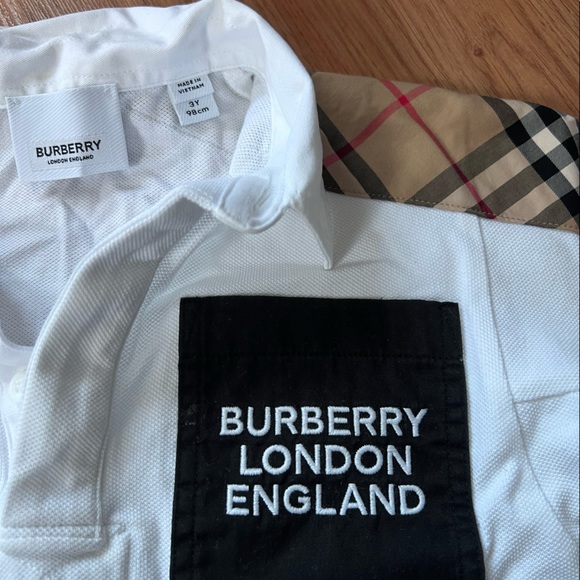 MADE IN
VIETNAM
3Y
98cm
BURBERRY
LONDON ENGLAND
BURBERRY
LONDON
ENGLAND